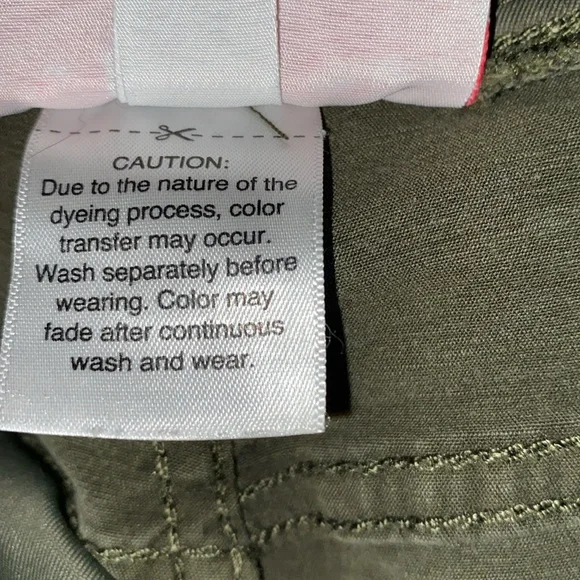 CAUTION:
Due to the nature of the
dyeing process, color
transfer may occur.
Wash separately before
wearing. Color may
fade after continuous
wash and wear.